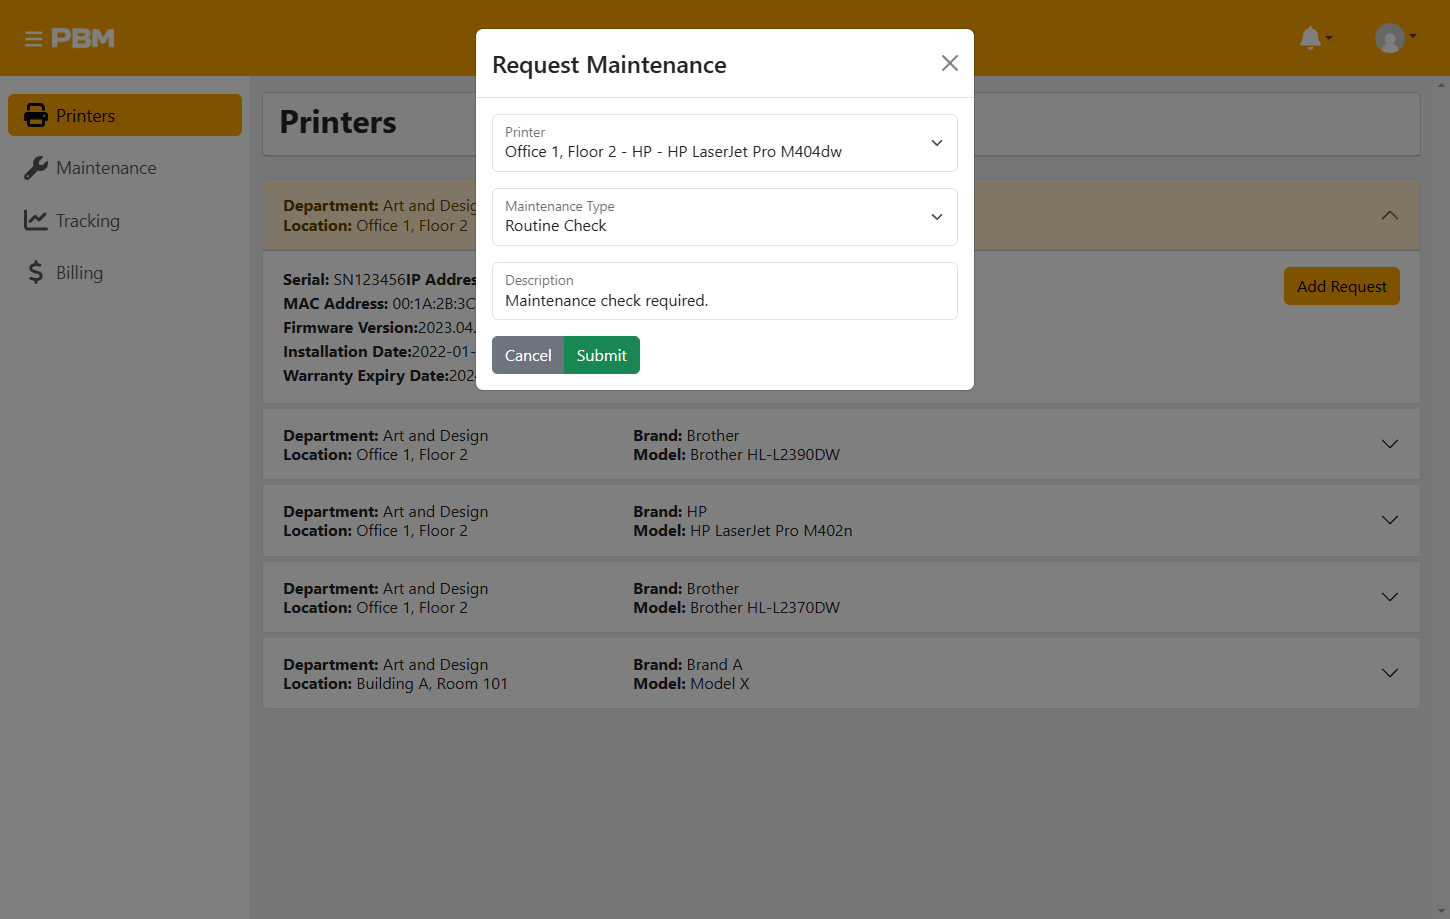 PBM
Printers
Maintenance
Tracking
Billing
Printers
Request Maintenance
Printer
Office 1, Floor 2 - HP - HP LaserJet Pro M404dw
Maintenance Type
Routine Check
Description
Maintenance check required.
Cancel Submit
Department: Art and Desig
Location: Office 1, Floor 2
Serial: SN123456IP Addres
MAC Address: 00:1A:2B:3C
Firmware Version:2023.04.
Installation Date:2022-01-
Warranty Expiry Date:202
Add Request
Department: Art and Design Brand: Brother
Location: Office 1, Floor 2 Model: Brother HL-L2390DW
Department: Art and Design Brand: HP
Location: Office 1, Floor 2 Model: HP LaserJet Pro M402n
Department: Art and Design Brand: Brother
Location: Office 1, Floor 2 Model: Brother HL-L2370DW
Department: Art and Design Brand: Brand A
Location: Building A, Room 101 Model: Model X